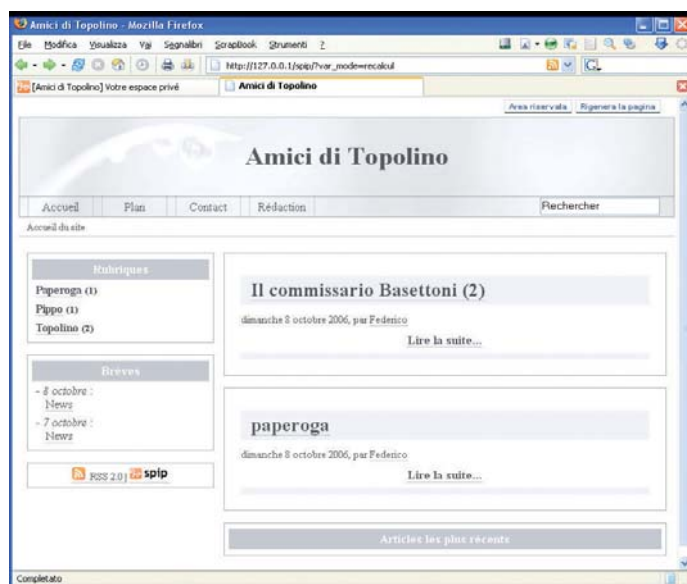 Amici di Topolino - Mozilla Firefox
File Modifica Visualizza Vai Segnalibri ScrapBook Strumenti ?
http://127.0.0.1/spip/?var_mode=recalcul
[Amici di Topolino] Votre espace privé Amici di Topolino
Area riservata Rigenera la pagina
Amici di Topolino
Accueil Plan Contact Rédaction Rechercher
Accueil du site
Rubriques
Paperoga (1)
Pippo (1)
Topolino (2)
Brèves
- 8 octobre :
News
- 7 octobre :
News
RSS 2.0 | spip
Il commissario Basettoni (2)
dimanche 8 octobre 2006, par Federico
Lire la suite...
paperoga
dimanche 8 octobre 2006, par Federico
Lire la suite...
Articles les plus récents
Completato